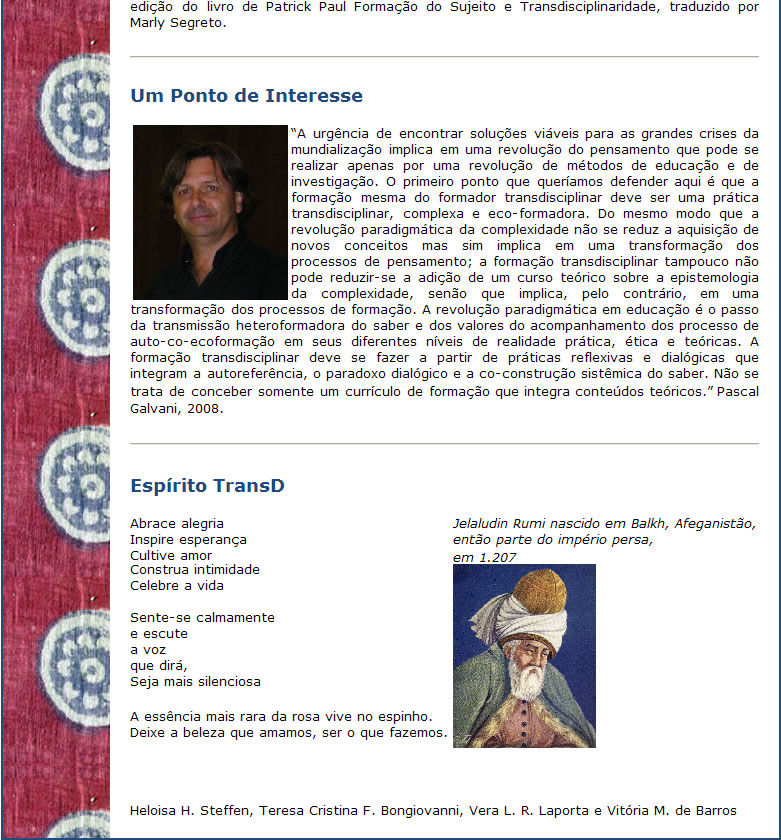 edição do livro de Patrick Paul Formação do Sujeito e Transdisciplinaridade, traduzido por
Marly Segreto.
Um Ponto de Interesse
“A urgência de encontrar soluções viáveis para as grandes crises da
mundialização implica em uma revolução do pensamento que pode se
realizar apenas por uma revolução de métodos de educação e de
investigação. O primeiro ponto que queríamos defender aqui é que a
formação mesma do formador transdisciplinar deve ser uma prática
transdisciplinar, complexa e eco-formadora. Do mesmo modo que a
revolução paradigmática da complexidade não se reduz a aquisição de
novos conceitos mas sim implica em uma transformação dos
processos de pensamento; a formação transdisciplinar tampouco não
pode reduzir-se a adição de um curso teórico sobre a epistemologia
da complexidade, senão que implica, pelo contrário, em uma
transformação dos processos de formação. A revolução paradigmática em educação é o passo
da transmissão heteroformadora do saber e dos valores do acompanhamento dos processo de
auto-co-ecoformação em seus diferentes níveis de realidade prática, ética e teóricas. A
formação transdisciplinar deve se fazer a partir de práticas reflexivas e dialógicas que
integram a autoreferência, o paradoxo dialógico e a co-construção sistêmica do saber. Não se
trata de conceber somente um currículo de formação que integra conteúdos teóricos.” Pascal
Galvani, 2008.
Espírito TransD
Abrace alegria
Inspire esperança
Cultive amor
Construa intimidade
Celebre a vida
Sente-se calmamente
e escute
a voz
que dirá,
Seja mais silenciosa
A essência mais rara da rosa vive no espinho.
Deixe a beleza que amamos, ser o que fazemos.
Jelaludin Rumi nascido em Balkh, Afeganistão,
então parte do império persa,
em 1.207
Heloisa H. Steffen, Teresa Cristina F. Bongiovanni, Vera L. R. Laporta e Vitória M. de Barros